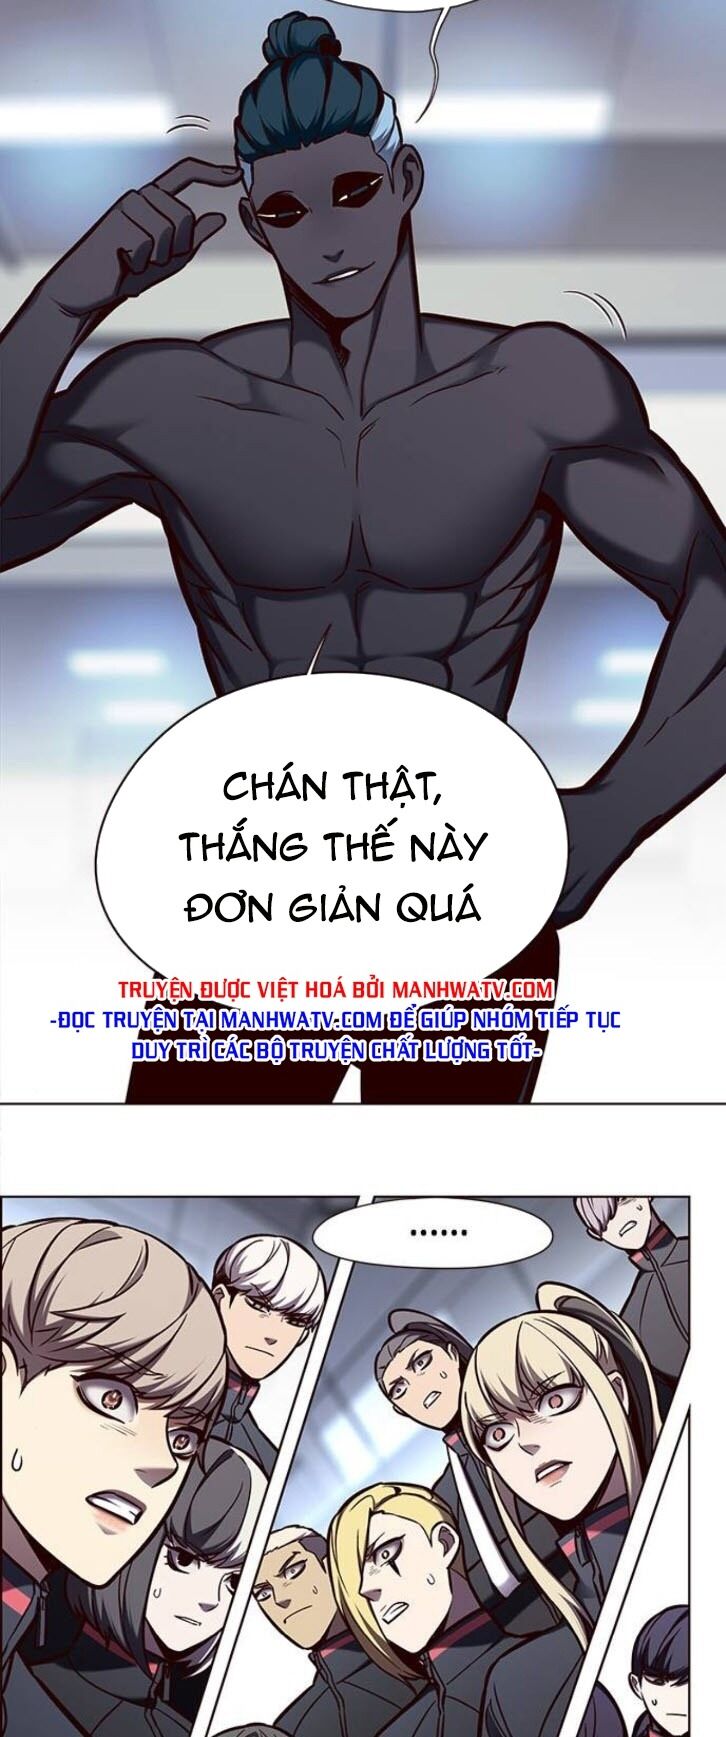 CHÁN THẬT,
THẮNG THẾ NÀY
ĐƠN GIẢN QUÁ
TRUYỆN ĐƯỢC VIỆT HOÁ BỞI MANHWATV.COM
-ĐỌC TRUYỆN TẠI MANHWATV.COM ĐỂ GIÚP NHÓM TIẾP TỤC
DUY TRÌ CÁC BỘ TRUYỆN CHẤT LƯỢNG TỐT-
......